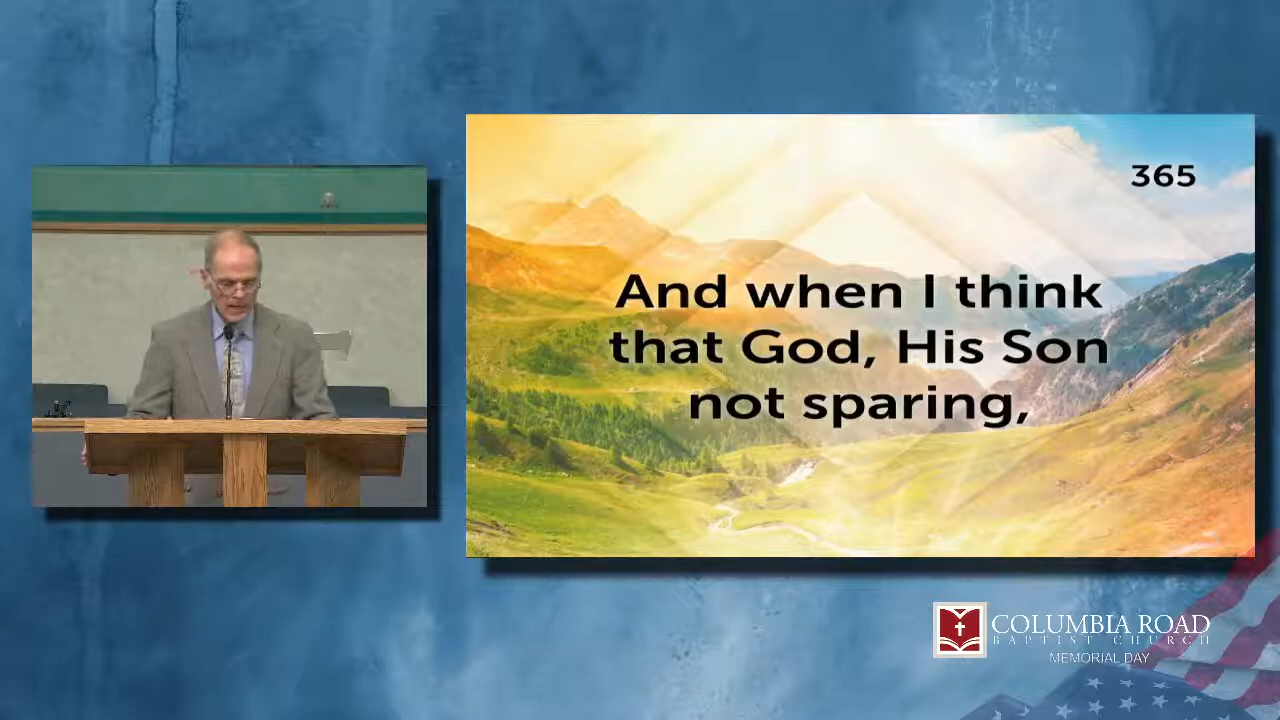 365
And when I think
that God, His Son
not sparing,
COLUMBIA ROAD
BAPTIST CHURCH
MEMORIAL DAY